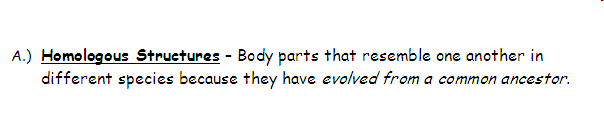 A.) Homologous Structures - Body parts that resemble one another in
different species because they have evolved from a common ancestor.